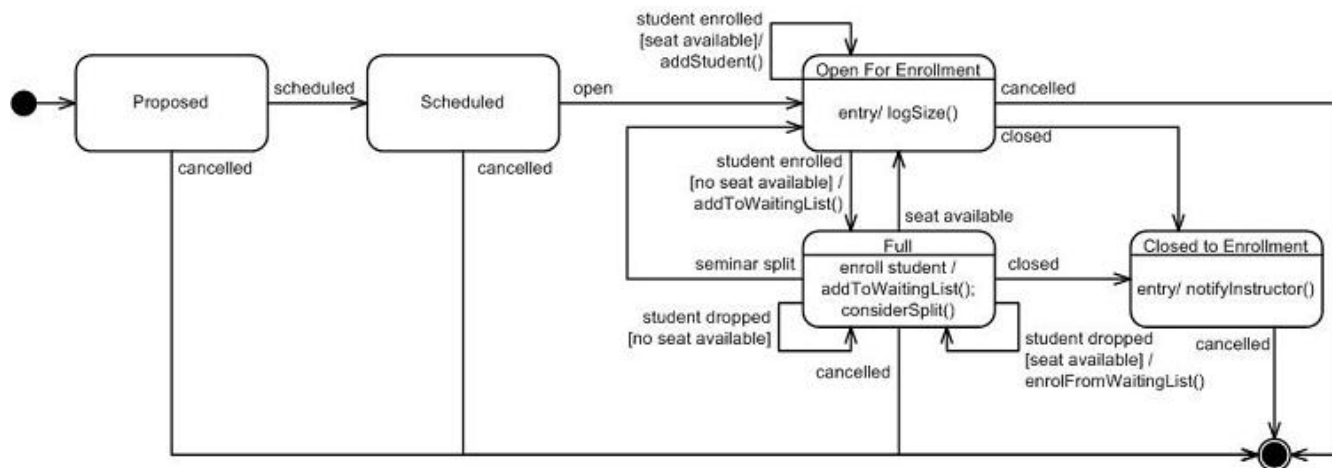 student enrolled
[seat available]/
addStudent()
Open For Enrollment
entry/ logSize()
Proposed
scheduled
Scheduled
open
cancelled
closed
cancelled
cancelled
student enrolled
[no seat available] /
addToWaitingList()
seat available
Full
enroll student /
addToWaitingList();
considerSplit()
seminar split
closed
Closed to Enrollment
entry/ notifyInstructor()
student dropped
[no seat available]
cancelled
student dropped
[seat available] /
enrolFromWaitingList()
cancelled